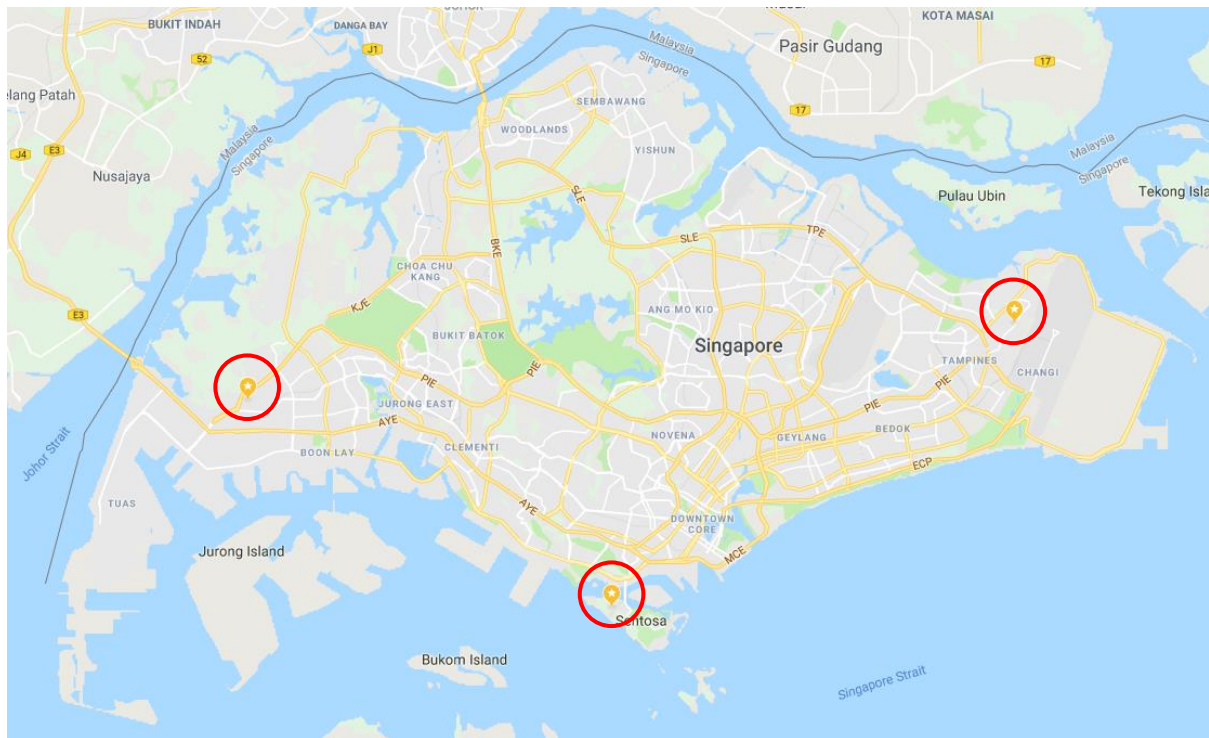 BUKIT INDAH
DANGA BAY
KOTA MASAI
J1
52
Malaysia
Singapore
Pasir Gudang
17
elang Patah
SEMBAWANG
17
WOODLANDS
Malaysia
Singapore
J4
E3
YISHUN
Malaysia
Singapore
Nusajaya
SLE
Pulau Ubin
Tekong Isla
BKE
SLE
TPE
CHOA CHU
KANG
KJE
ANG MO KIO
E3
BUKIT BATOK
Singapore
PIE
TAMPINES
CHANGI
PIE
PIE
JURONG EAST
PIE
AYE
BEDOK
NOVENA
GEYLANG
Johor Strait
BOON LAY
CLEMENTI
ECP
TUAS
AYE
DOWNTOWN
CORE
Jurong Island
MCE
Sentosa
Bukom Island
Singapore Strait